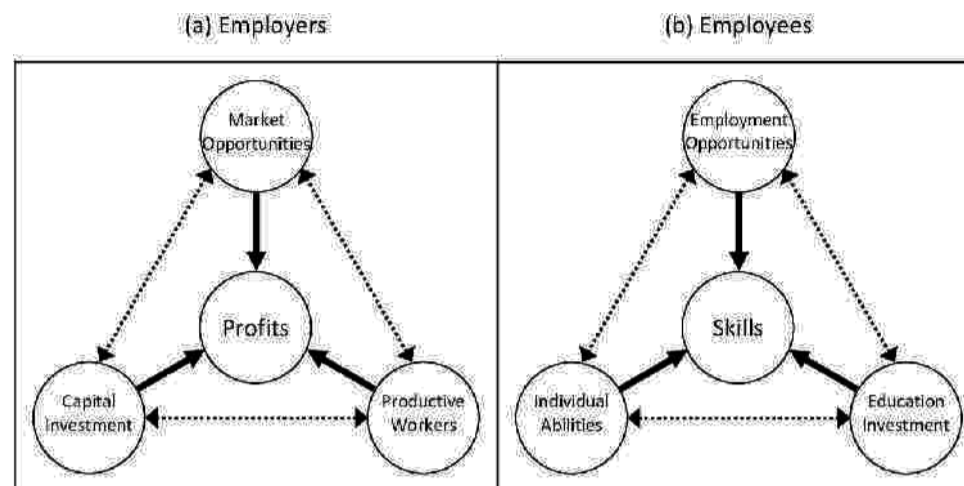 (a) Employers
(b) Employees
Market
Opportunities
Profits
Capital
Investment
Productive
Workers
Employment
Opportunities
Skills
Individual
Abilities
Education
Investment